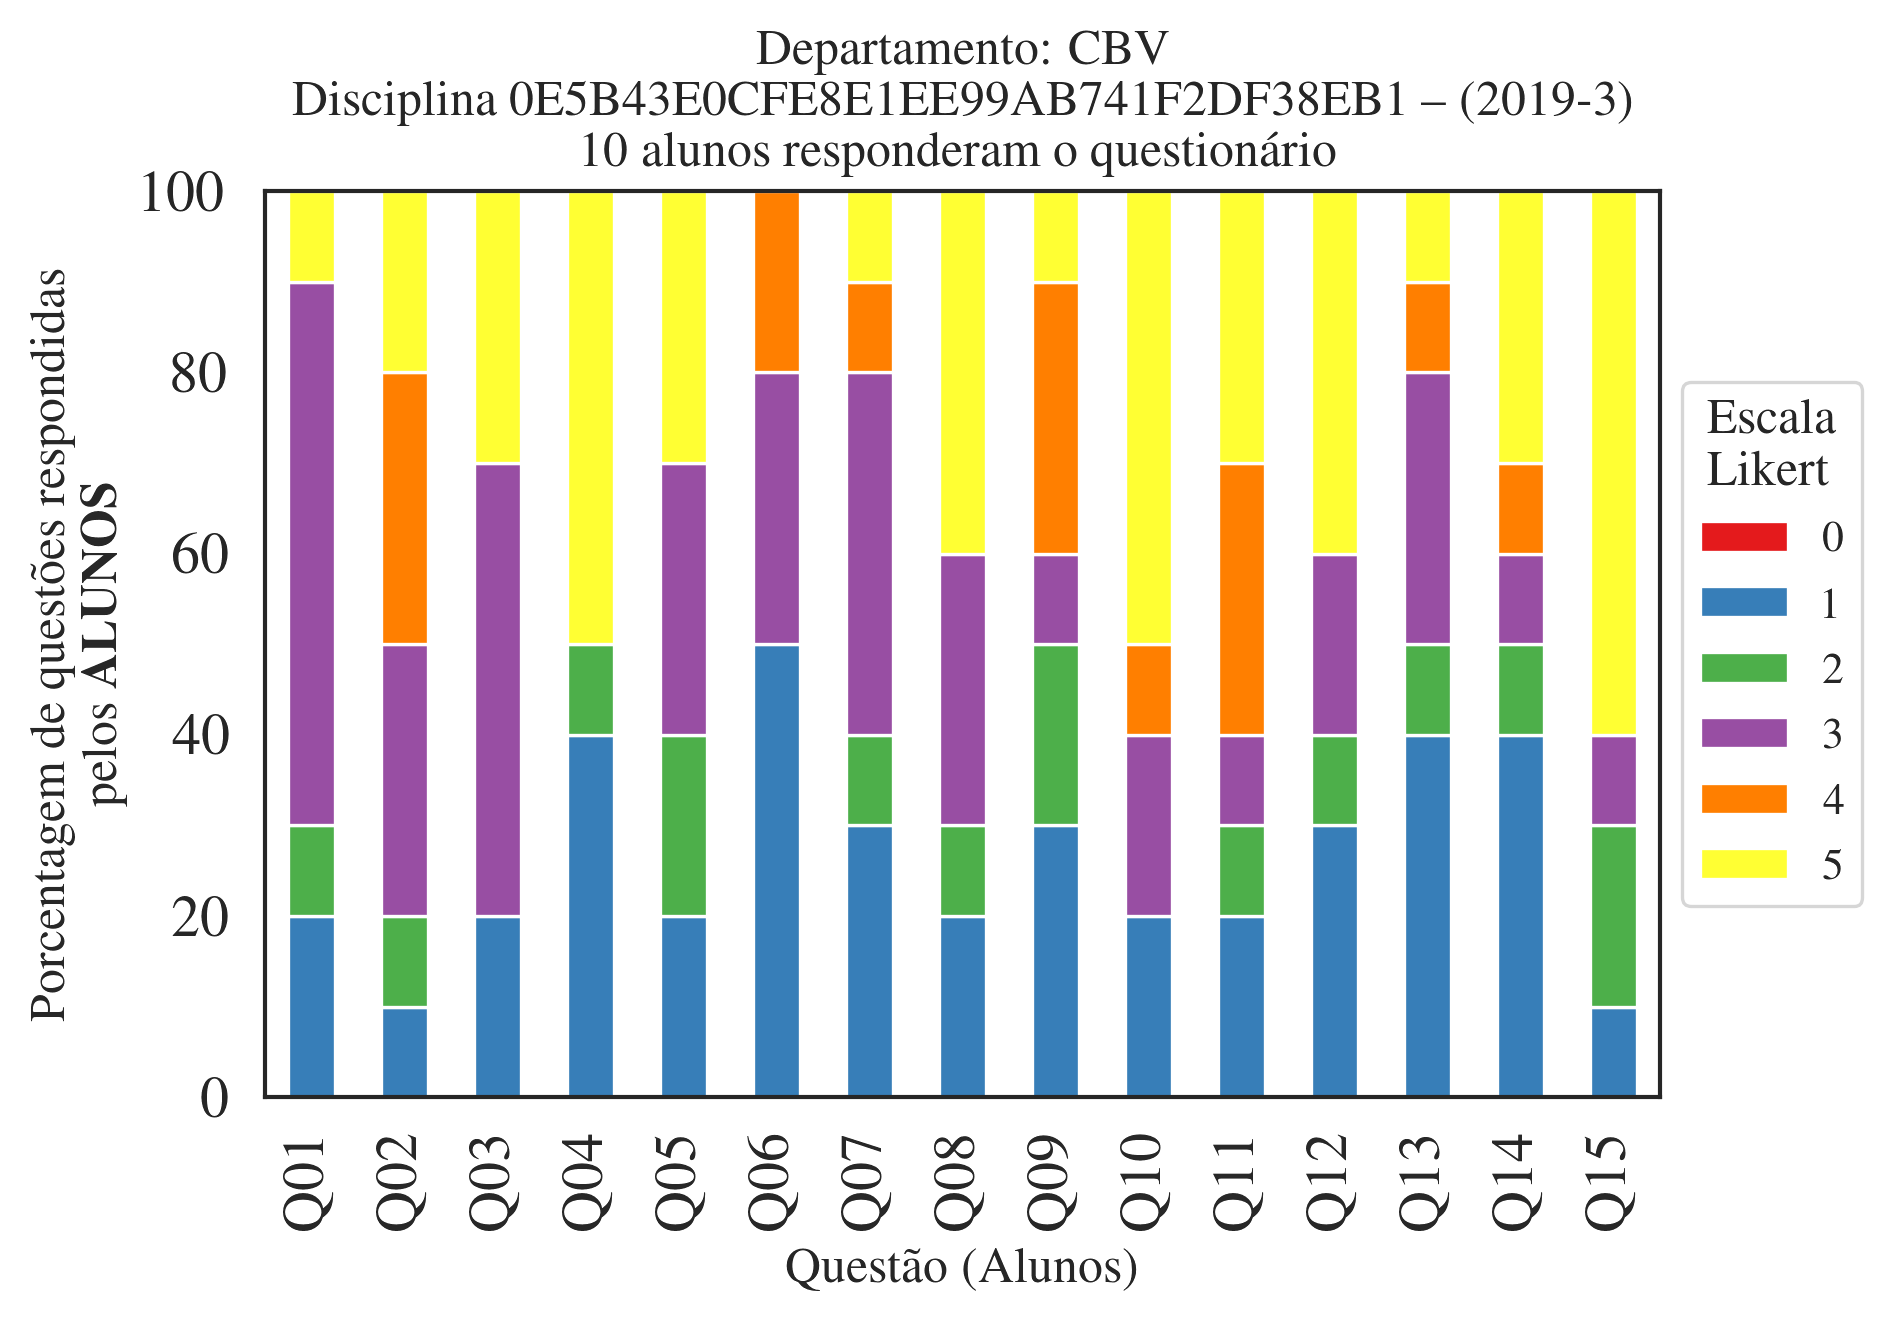 Departamento: CBV
Disciplina 0E5B43E0CFE8E1EE99AB741F2DF38EB1 – (2019-3)
10 alunos responderam o questionário
Porcentagem de questões respondidas
pelos ALUNOS
100
80
60
40
20
0
Q01
Q02
Q03
Q04
Q05
Q06
Q07
Q08
Q09
Q10
Q11
Q12
Q13
Q14
Q15
Questão (Alunos)
Escala
Likert
0
1
2
3
4
5